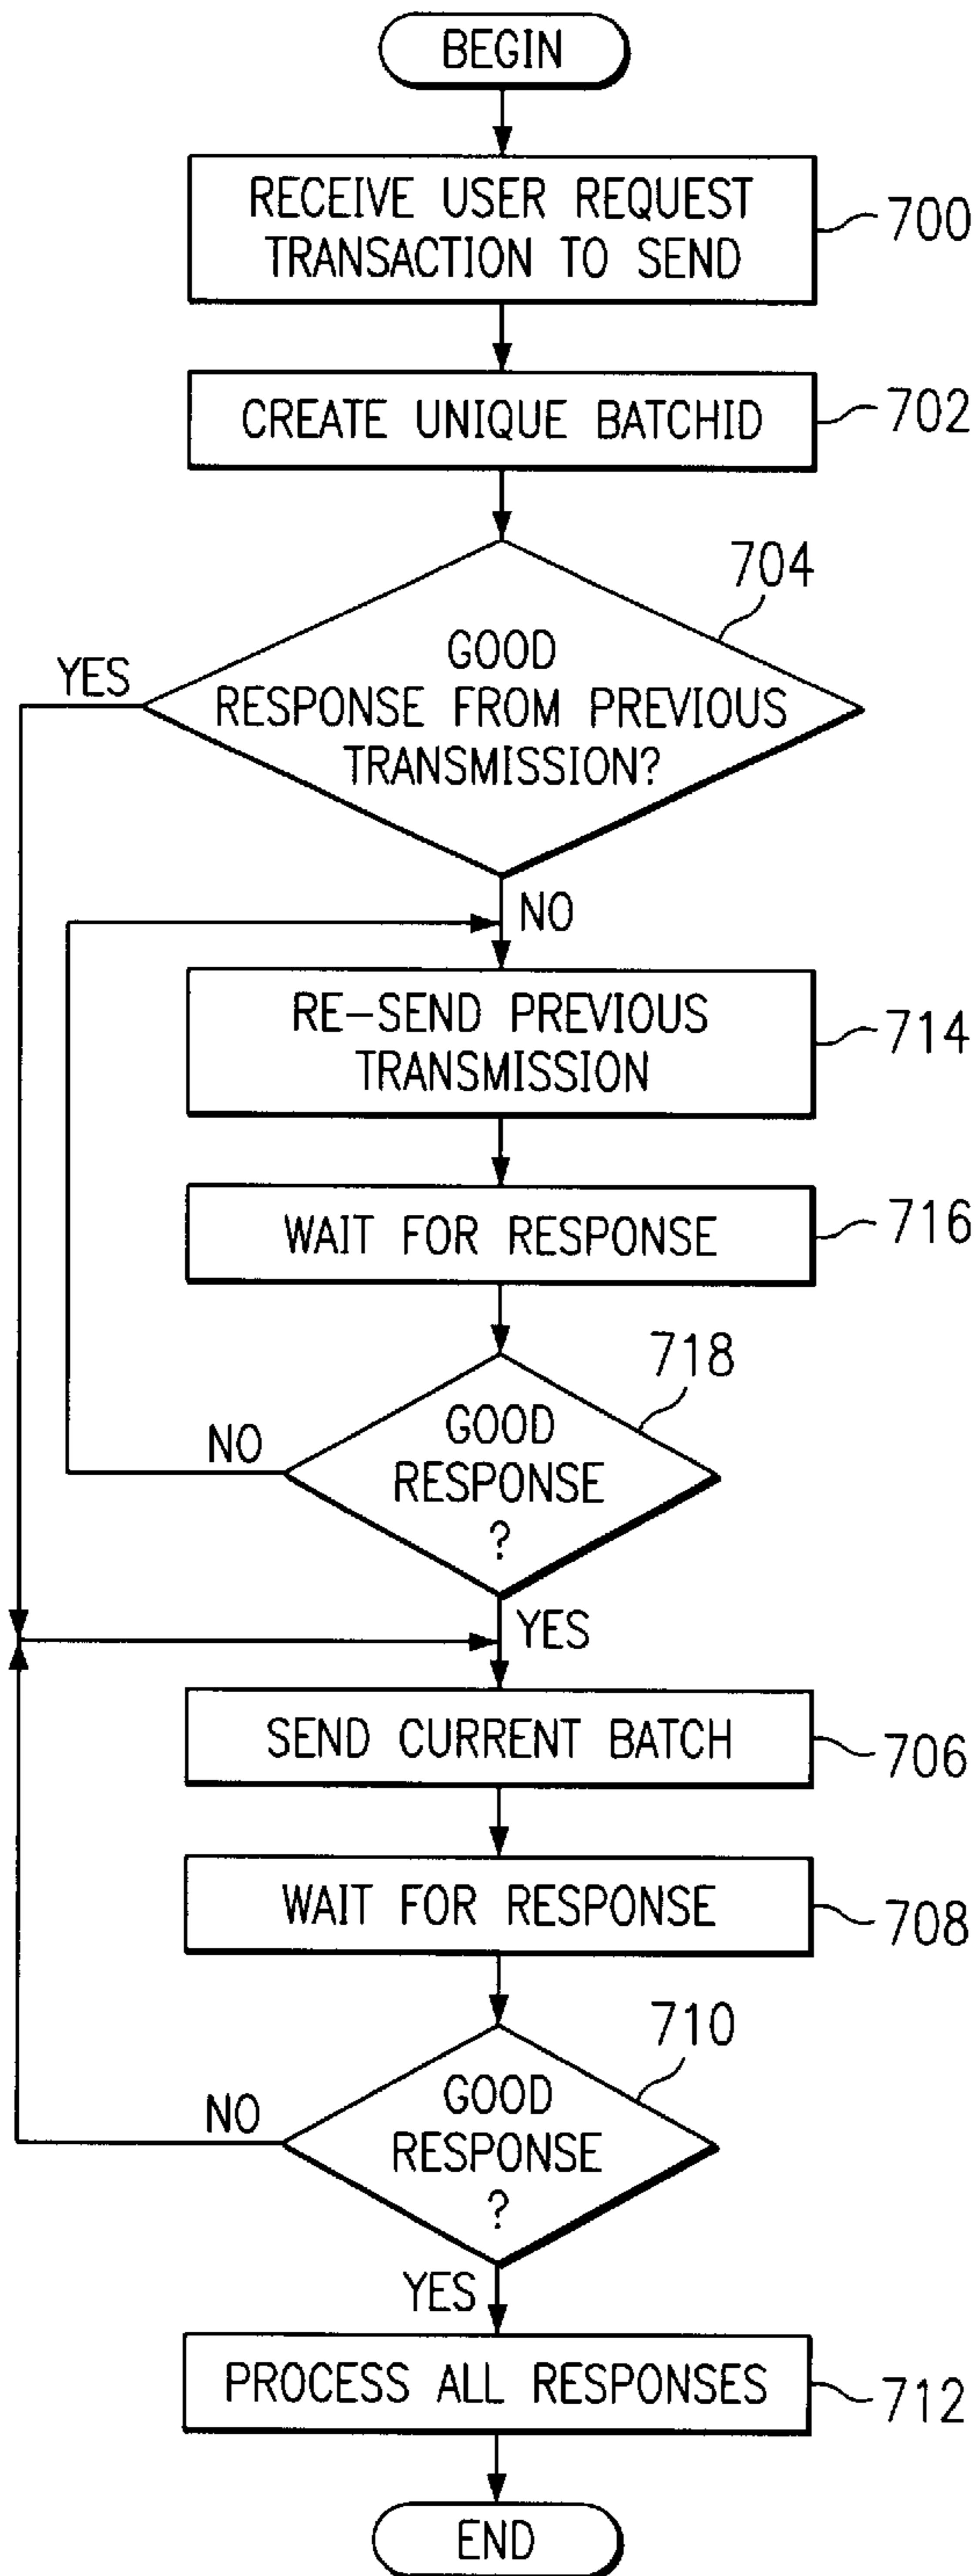 BEGIN
RECEIVE USER REQUEST
TRANSACTION TO SEND
700
CREATE UNIQUE BATCHID
702
704
YES
GOOD
RESPONSE FROM PREVIOUS
TRANSMISSION?
NO
RE-SEND PREVIOUS
TRANSMISSION
714
WAIT FOR RESPONSE
716
718
NO
GOOD
RESPONSE
?
YES
SEND CURRENT BATCH
706
WAIT FOR RESPONSE
708
710
NO
GOOD
RESPONSE
?
YES
PROCESS ALL RESPONSES
712
END